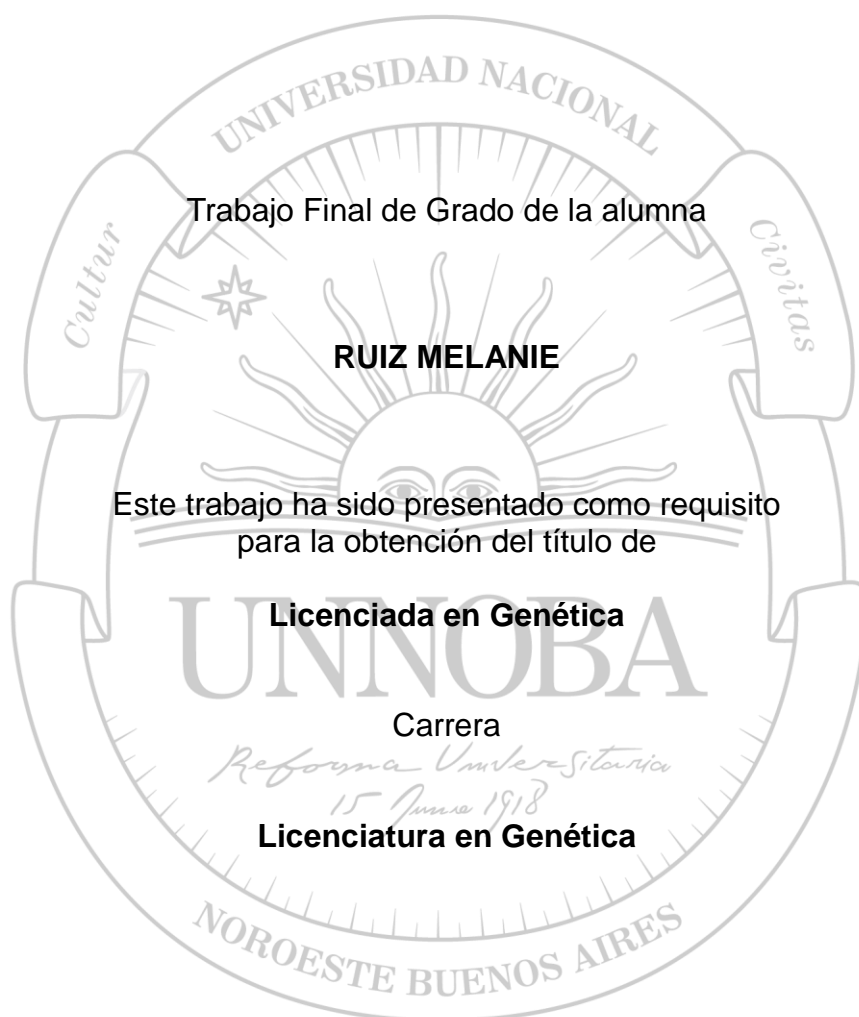 UNIVERSIDAD NACIONAL
Trabajo Final de Grado de la alumna
Cultur
Civitas
RUIZ MELANIE
Este trabajo ha sido presentado como requisito
para la obtención del título de
Licenciada en Genética
UNNOBA
Carrera
Reforma Universitaria
15 Junio 1918
Licenciatura en Genética
NOROESTE BUENOS AIRES